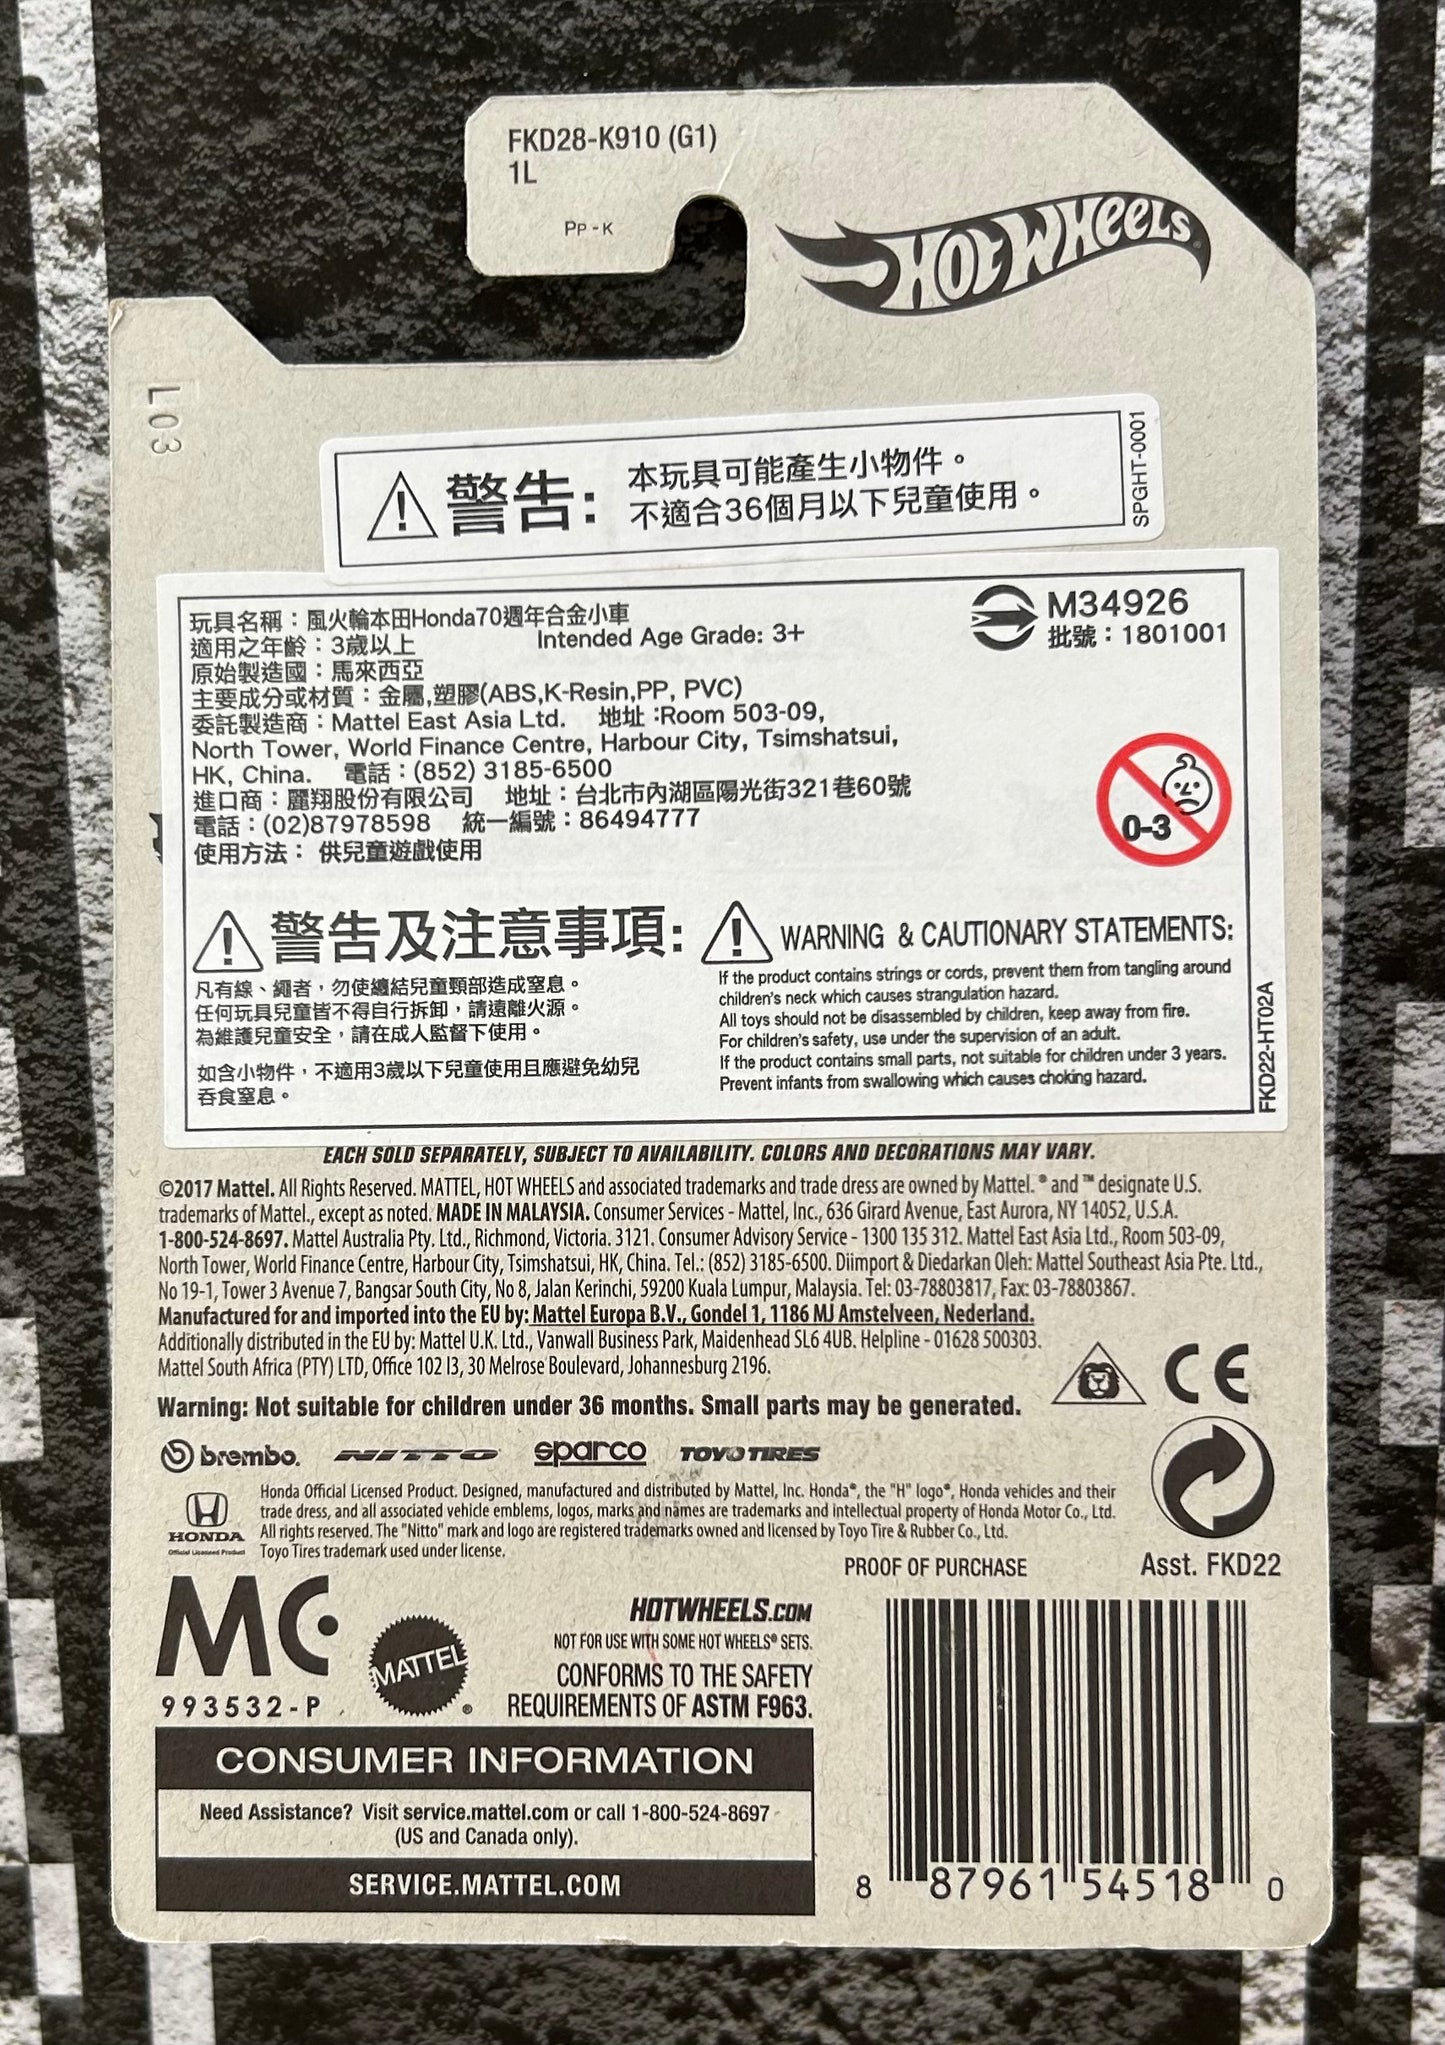 FKD28-K910 (G1)
1L
PP - K
HOT WHEELS
L03
警告:
本玩具可能產生小物件。
不適合36個月以下兒童使用。
SPGHT-0001
玩具名稱：風火輪本田Honda70週年合金小車
適用之年齡：3歲以上 Intended Age Grade: 3+
原始製造國：馬來西亞
主要成分或材質：金屬,塑膠(ABS,K-Resin,PP, PVC)
委託製造商：Mattel East Asia Ltd. 地址:Room 503-09,
North Tower, World Finance Centre, Harbour City, Tsimshatsui,
HK, China. 電話：(852) 3185-6500
進口商：麗翔股份有限公司 地址：台北市內湖區陽光街321巷60號
電話：(02)87978598 統一編號：86494777
使用方法： 供兒童遊戲使用
M34926
批號：1801001
0-3
警告及注意事項:
凡有線、繩者，勿使纏結兒童頸部造成窒息。
任何玩具兒童皆不得自行拆卸，請遠離火源。
為維護兒童安全，請在成人監督下使用。
如含小物件，不適用3歲以下兒童使用且應避免幼兒
吞食窒息。
WARNING & CAUTIONARY STATEMENTS:
If the product contains strings or cords, prevent them from tangling around
children's neck which causes strangulation hazard.
All toys should not be disassembled by children, keep away from fire.
For children's safety, use under the supervision of an adult.
If the product contains small parts, not suitable for children under 3 years.
Prevent infants from swallowing which causes choking hazard.
FKD22-HT02A
EACH SOLD SEPARATELY, SUBJECT TO AVAILABILITY. COLORS AND DECORATIONS MAY VARY.
©2017 Mattel. All Rights Reserved. MATTEL, HOT WHEELS and associated trademarks and trade dress are owned by Mattel. ® and ™ designate U.S.
trademarks of Mattel., except as noted. MADE IN MALAYSIA. Consumer Services - Mattel, Inc., 636 Girard Avenue, East Aurora, NY 14052, U.S.A.
1-800-524-8697. Mattel Australia Pty. Ltd., Richmond, Victoria. 3121. Consumer Advisory Service - 1300 135 312. Mattel East Asia Ltd., Room 503-09,
North Tower, World Finance Centre, Harbour City, Tsimshatsui, HK, China. Tel.: (852) 3185-6500. Diimport & Diedarkan Oleh: Mattel Southeast Asia Pte. Ltd.,
No 19-1, Tower 3 Avenue 7, Bangsar South City, No 8, Jalan Kerinchi, 59200 Kuala Lumpur, Malaysia. Tel: 03-78803817, Fax: 03-78803867.
Manufactured for and imported into the EU by: Mattel Europa B.V., Gondel 1, 1186 MJ Amstelveen, Nederland.
Additionally distributed in the EU by: Mattel U.K. Ltd., Vanwall Business Park, Maidenhead SL6 4UB. Helpline - 01628 500303.
Mattel South Africa (PTY) LTD, Office 102 I3, 30 Melrose Boulevard, Johannesburg 2196.
Warning: Not suitable for children under 36 months. Small parts may be generated.
CE
brembo. NITTO sparco TOYO TIRES
HONDA
Official Licensed Product
Honda Official Licensed Product. Designed, manufactured and distributed by Mattel, Inc. Honda®, the "H" logo®, Honda vehicles and their
trade dress, and all associated vehicle emblems, logos, marks and names are trademarks and intellectual property of Honda Motor Co., Ltd.
All rights reserved. The "Nitto" mark and logo are registered trademarks owned and licensed by Toyo Tire & Rubber Co., Ltd.
Toyo Tires trademark used under license.
PROOF OF PURCHASE
Asst. FKD22
MC
993532-P
MATTEL®
HOTWHEELS.COM
NOT FOR USE WITH SOME HOT WHEELS® SETS.
CONFORMS TO THE SAFETY
REQUIREMENTS OF ASTM F963.
CONSUMER INFORMATION
Need Assistance? Visit service.mattel.com or call 1-800-524-8697
(US and Canada only).
SERVICE.MATTEL.COM
8 87961 54518 0